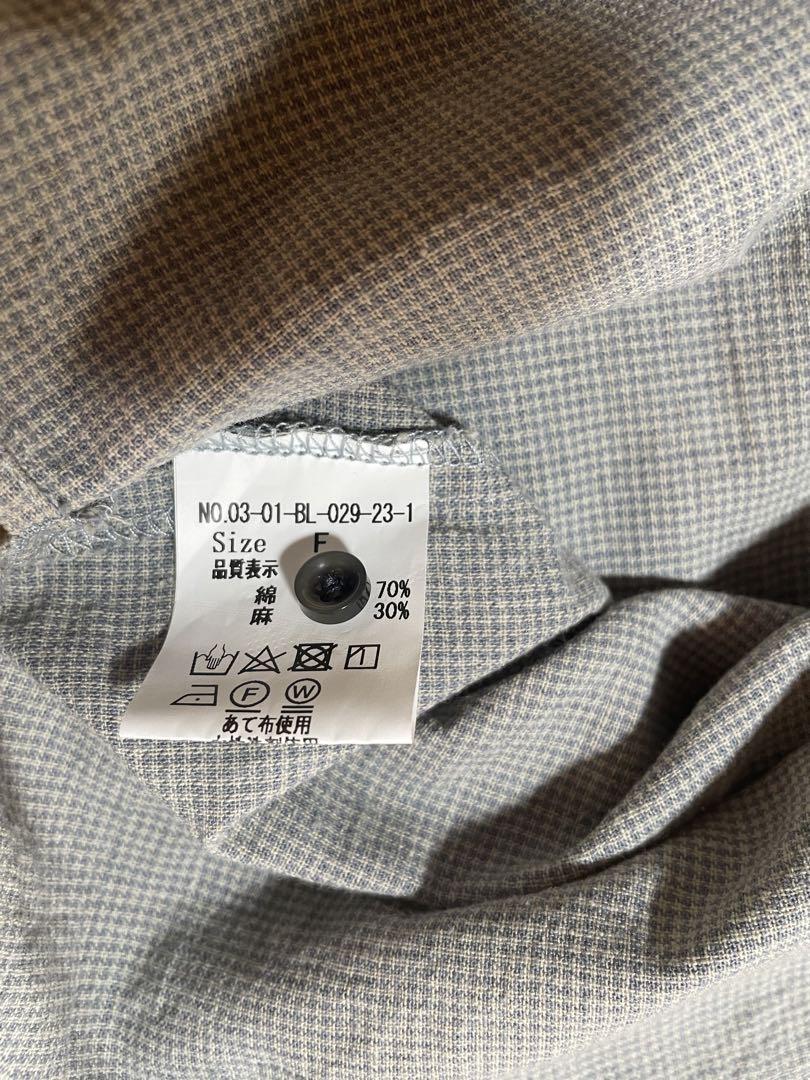 NO.03-01-BL-029-23-1
Size F
品質表示
綿 70%
麻 30%
F W
あて布使用